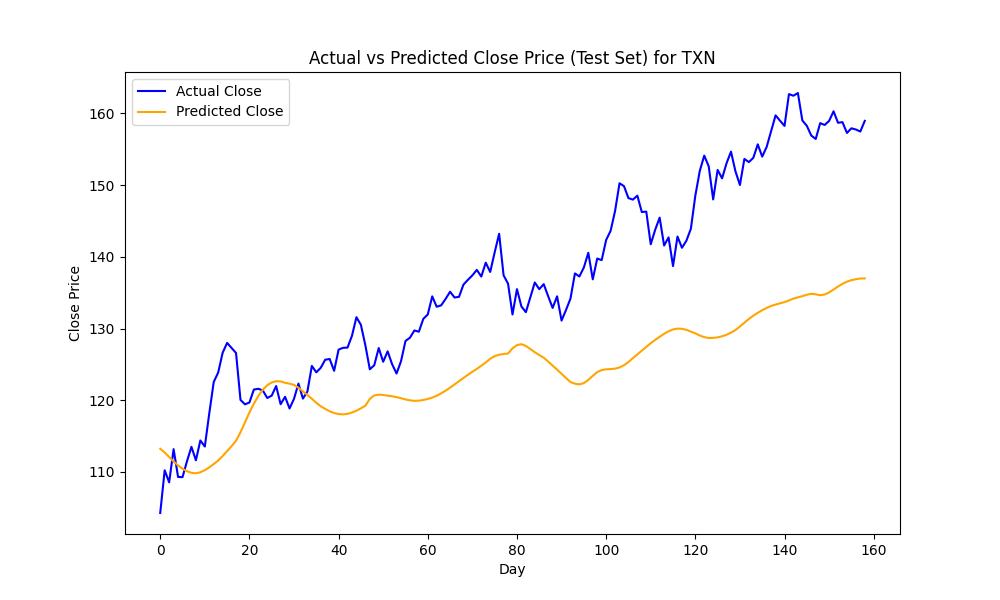 Actual vs Predicted Close Price (Test Set) for TXN
Actual Close
Predicted Close
Close Price
160
150
140
130
120
110
0 20 40 60 80 100 120 140 160
Day